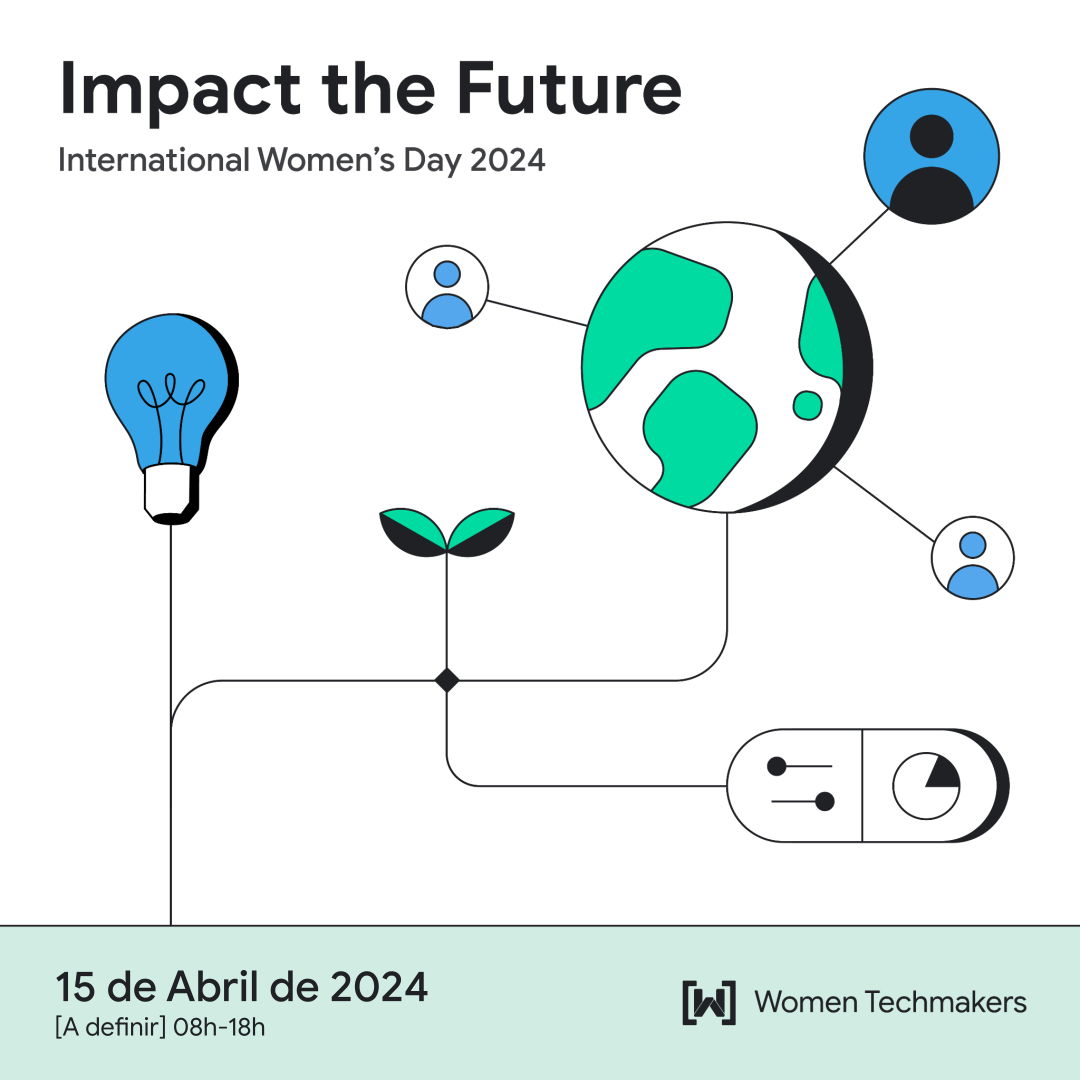 Impact the Future
International Women’s Day 2024
15 de Abril de 2024
[A definir] 08h-18h
[W] Women Techmakers